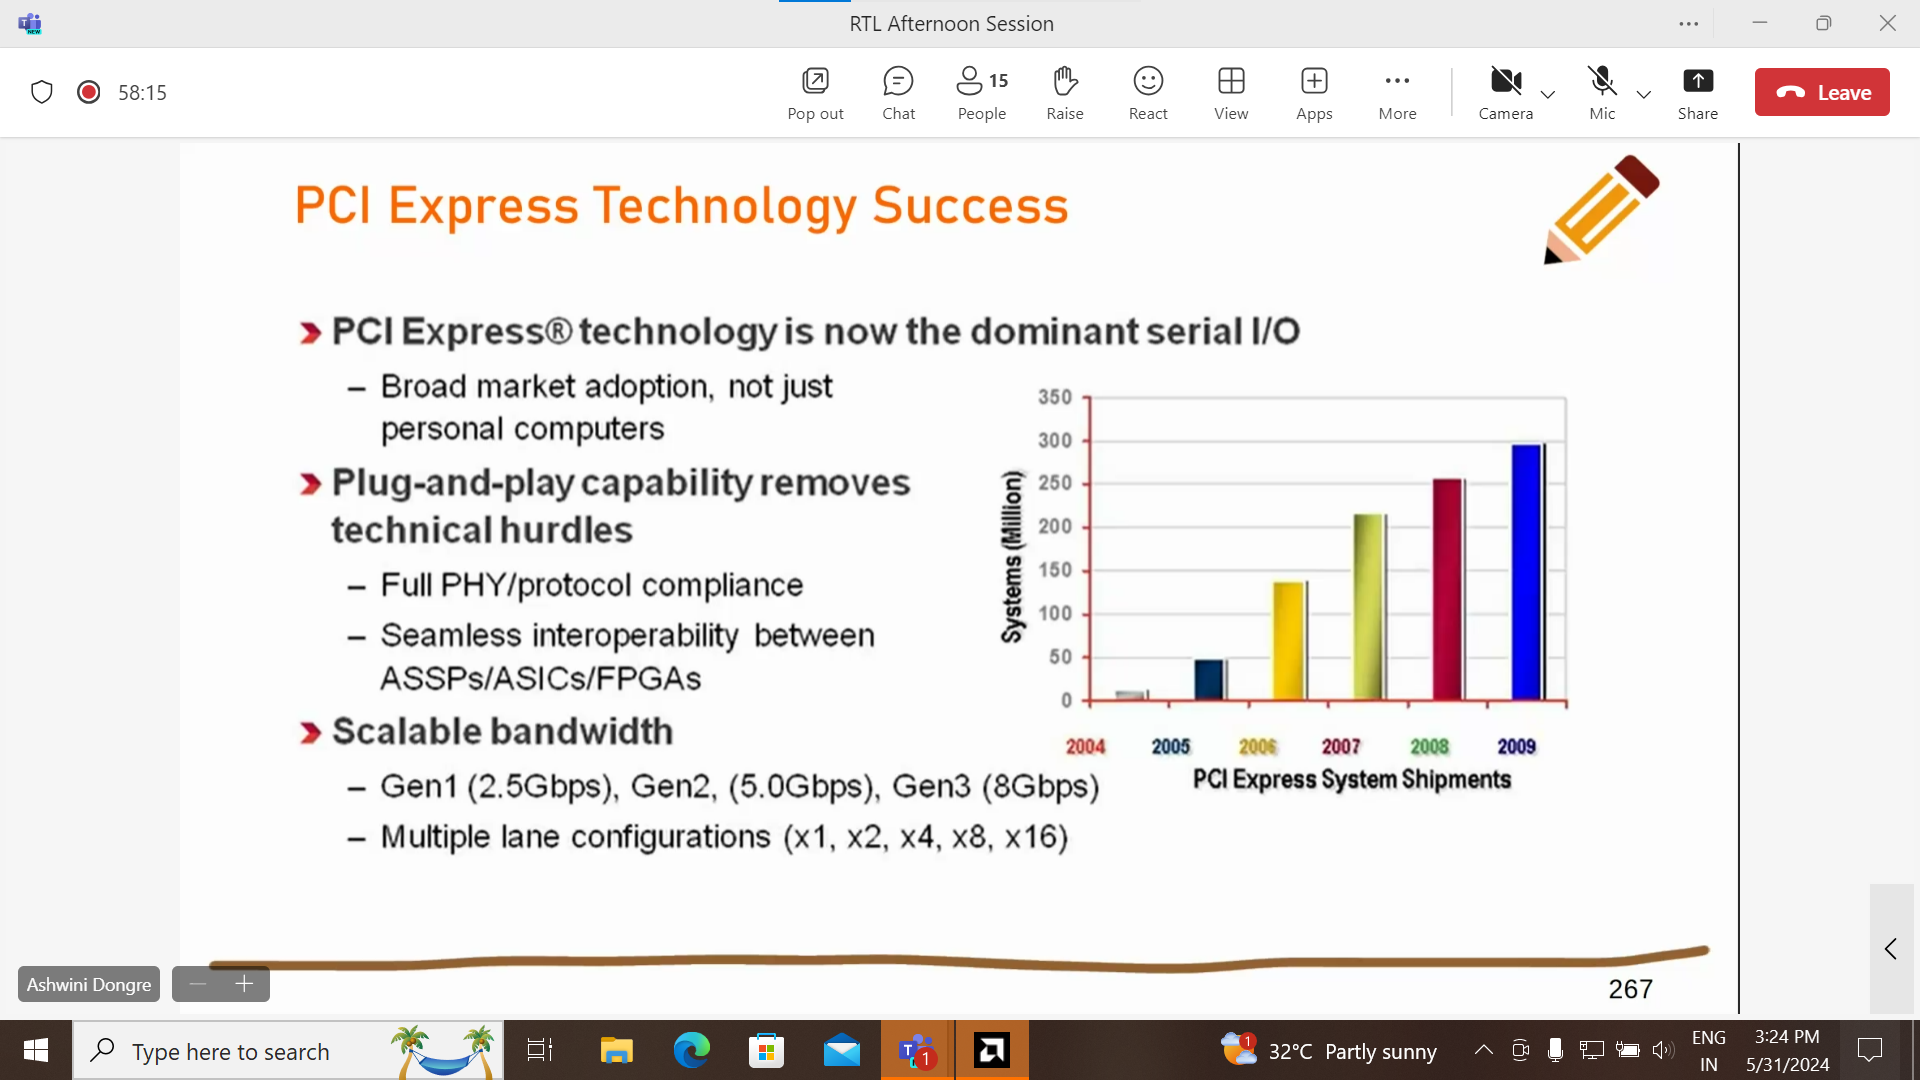 RTL Afternoon Session
NEW
58:15
Pop out
Chat
15
People
Raise
React
View
Apps
More
Camera
Mic
Share
Leave
PCI Express Technology Success
PCI Express® technology is now the dominant serial I/O
– Broad market adoption, not just
personal computers
Plug-and-play capability removes
technical hurdles
– Full PHY/protocol compliance
– Seamless interoperability between
ASSPs/ASICs/FPGAs
Scalable bandwidth
– Gen1 (2.5Gbps), Gen2, (5.0Gbps), Gen3 (8Gbps)
– Multiple lane configurations (x1, x2, x4, x8, x16)
Systems (Million)
350
300
250
200
150
100
50
0
2004 2005 2006 2007 2008 2009
PCI Express System Shipments
267
Ashwini Dongre
Type here to search
1
1
32°C Partly sunny
ENG
IN
3:24 PM
5/31/2024